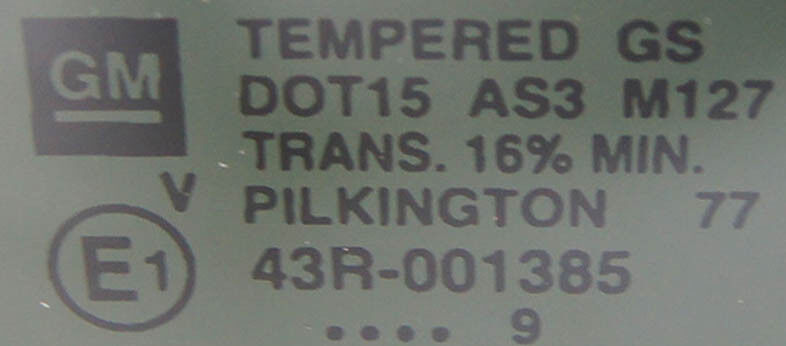 GM
TEMPERED GS
DOT15 AS3 M127
TRANS. 16% MIN.
V PILKINGTON 77
E1 43R-001385
.... 9